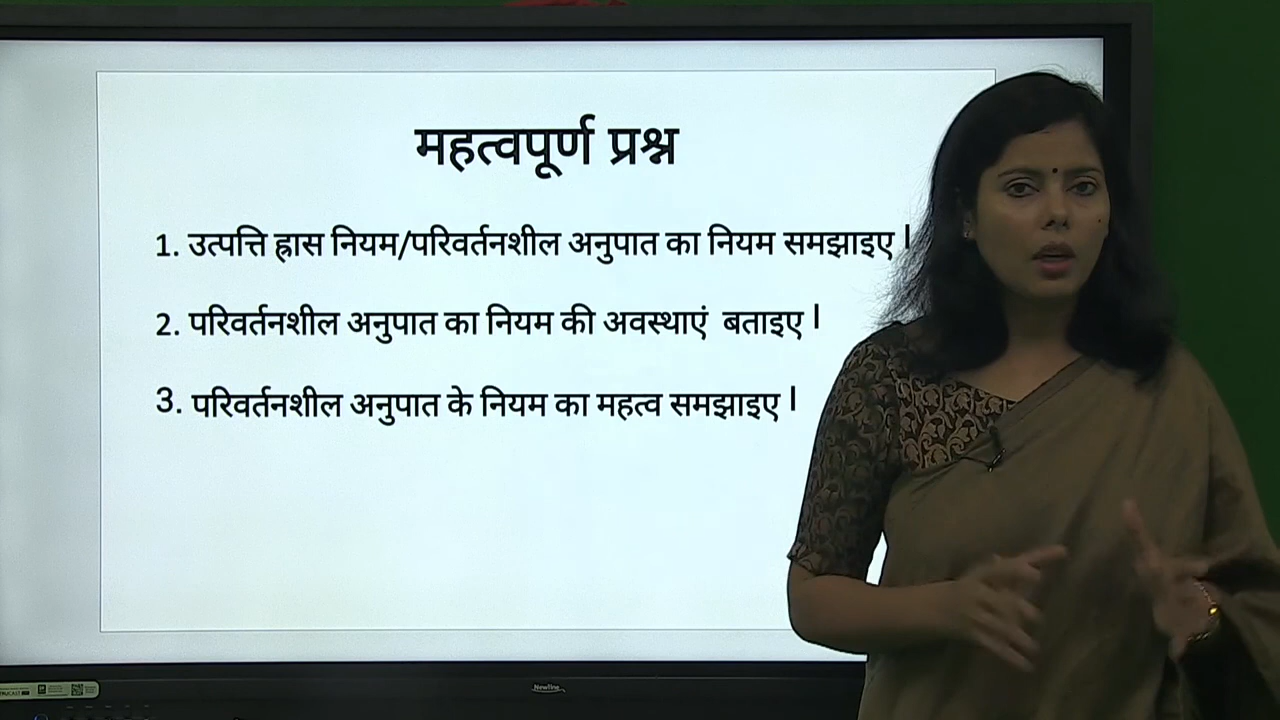 महत्वपूर्ण प्रश्न
1. उत्पत्ति ह्रास नियम/परिवर्तनशील अनुपात का नियम समझाइए |
2. परिवर्तनशील अनुपात का नियम की अवस्थाएं बताइए |
3. परिवर्तनशील अनुपात के नियम का महत्व समझाइए |
Newline